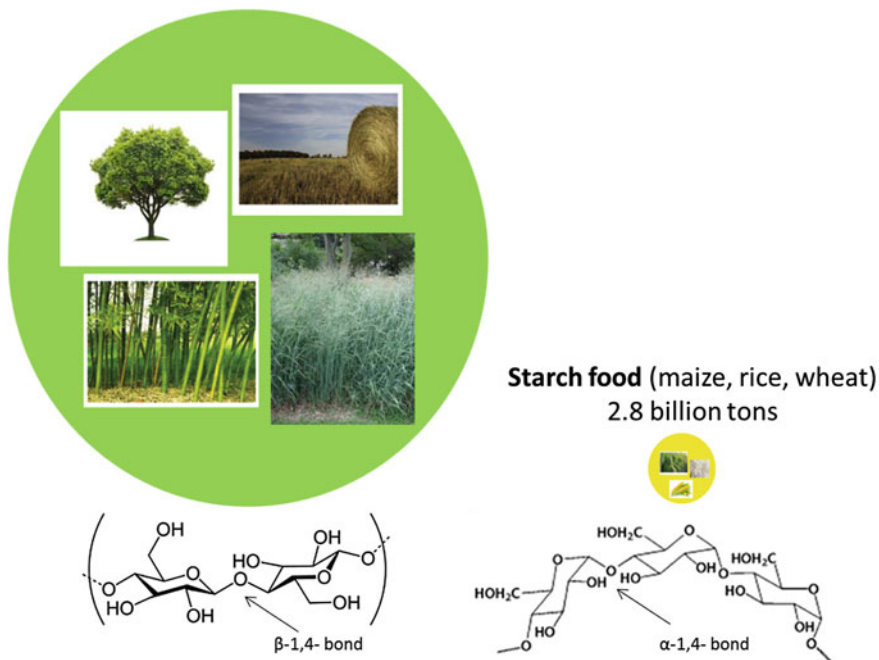 Starch food (maize, rice, wheat)
2.8 billion tons
OH
O
O
HO
OH
O
HO
OH
O
OH
O
β-1,4- bond
HOH₂C
O
OH
HO
O
O
HOH₂C
O
OH
HO
O
HOH₂C
O
OH
HO
O
α-1,4- bond